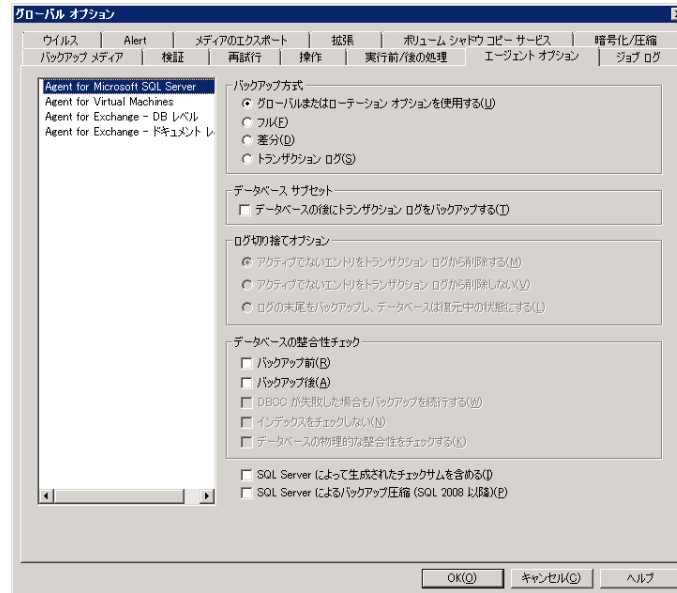 グローバル オプション
ウイルス
Alert
メディアのエクスポート
拡張
ボリューム シャドウ コピー サービス
暗号化/圧縮
バックアップ メディア
検証
再試行
操作
実行前/後の処理
エージェント オプション
ジョブ ログ
Agent for Microsoft SQL Server
Agent for Virtual Machines
Agent for Exchange - DB レベル
Agent for Exchange - ドキュメント レ
バックアップ方式
グローバルまたはローテーション オプションを使用する(U)
フル(F)
差分(D)
トランザクション ログ(S)
データベース サブセット
データベースの後にトランザクション ログをバックアップする(T)
ログ切り捨てオプション
アクティブでないエントリをトランザクション ログから削除する(M)
アクティブでないエントリをトランザクション ログから削除しない(V)
ログの末尾をバックアップし、データベースは復元中の状態にする(L)
データベースの整合性チェック
バックアップ前(R)
バックアップ後(A)
DBCC が失敗した場合もバックアップを続行する(W)
インデックスをチェックしない(N)
データベースの物理的な整合性をチェックする(K)
SQL Server によって生成されたチェックサムを含める(I)
SQL Server によるバックアップ圧縮 (SQL 2008 以降)(P)
OK(O)
キャンセル(C)
ヘルプ